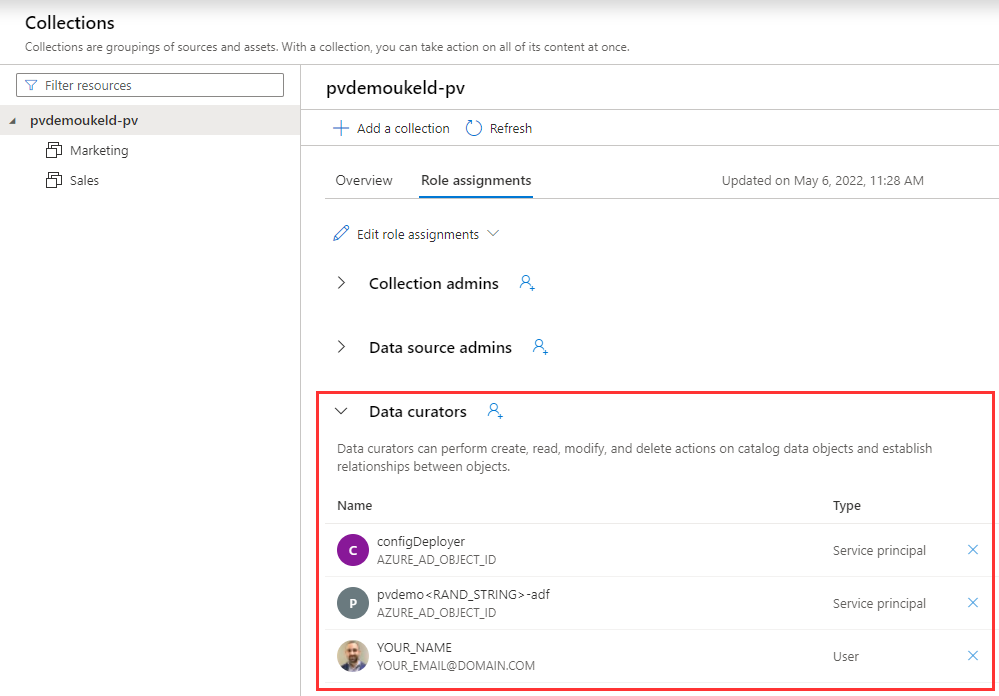 Collections
Collections are groupings of sources and assets. With a collection, you can take action on all of its content at once.
Filter resources
pvdemoukeld-pv
Marketing
Sales
pvdemoukeld-pv
Add a collection Refresh
Overview Role assignments Updated on May 6, 2022, 11:28 AM
Edit role assignments
Collection admins
Data source admins
Data curators
Data curators can perform create, read, modify, and delete actions on catalog data objects and establish
relationships between objects.
Name Type
C configDeployer
AZURE_AD_OBJECT_ID Service principal
P pvdemo<RAND_STRING>-adf
AZURE_AD_OBJECT_ID Service principal
YOUR_NAME
YOUR_EMAIL@DOMAIN.COM User